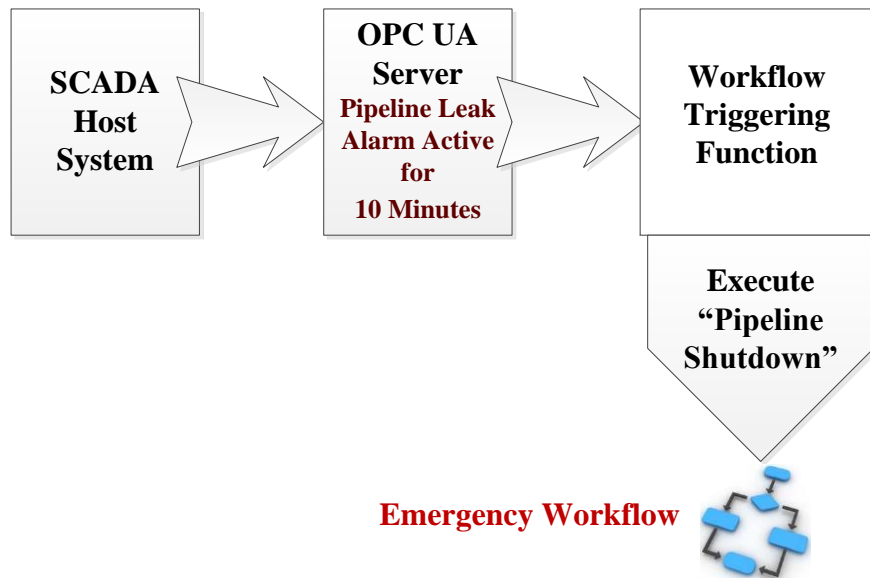 SCADA
Host
System
OPC UA
Server
Pipeline Leak
Alarm Active
for
10 Minutes
Workflow
Triggering
Function
Execute
“Pipeline
Shutdown”
Emergency Workflow